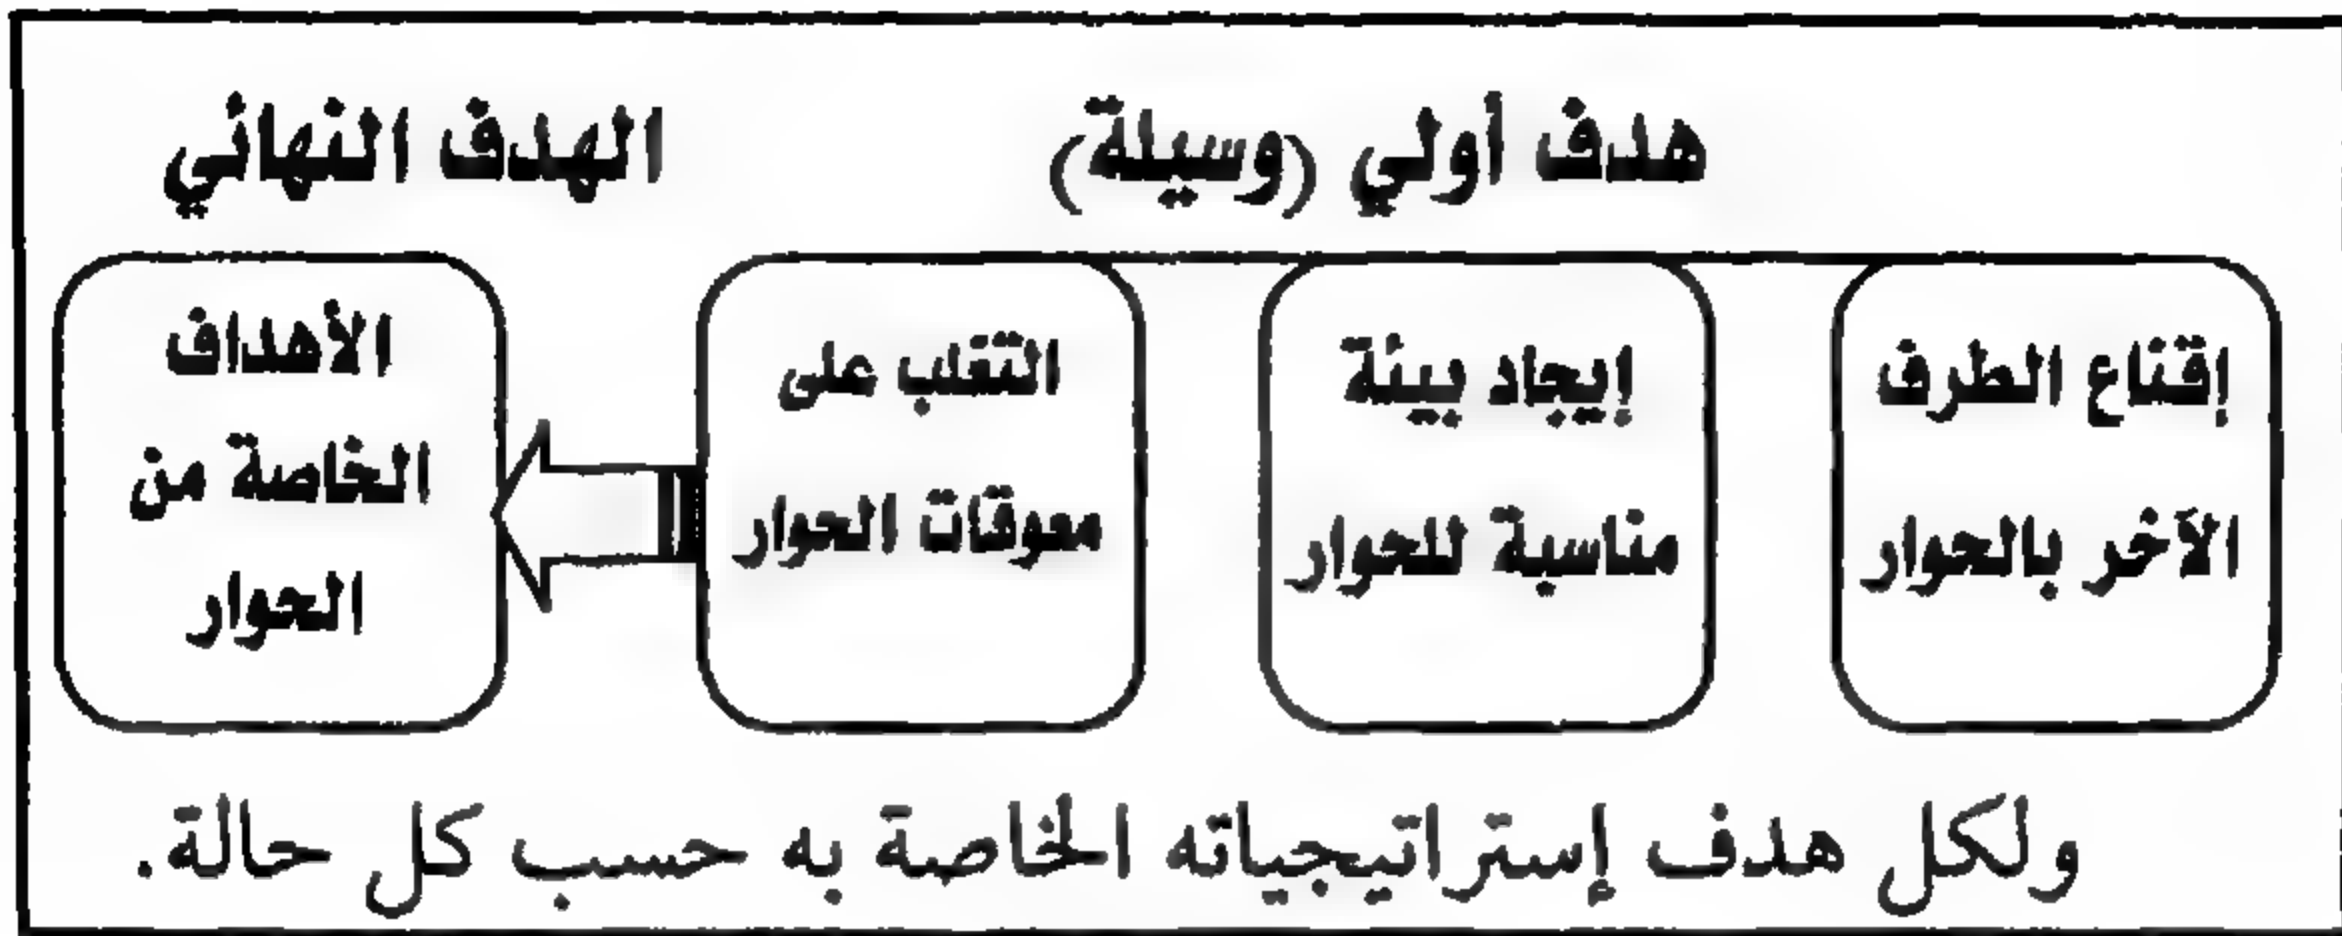 هدف أولي (وسيلة)
الهدف النهائي
إقناع الطرف
الآخر بالحوار
إيجاد بيئة
مناسبة للحوار
التغلب على
معوقات الحوار
الأهداف
الخاصة من
الحوار
ولكل هدف إستراتيجياته الخاصة به حسب كل حالة.